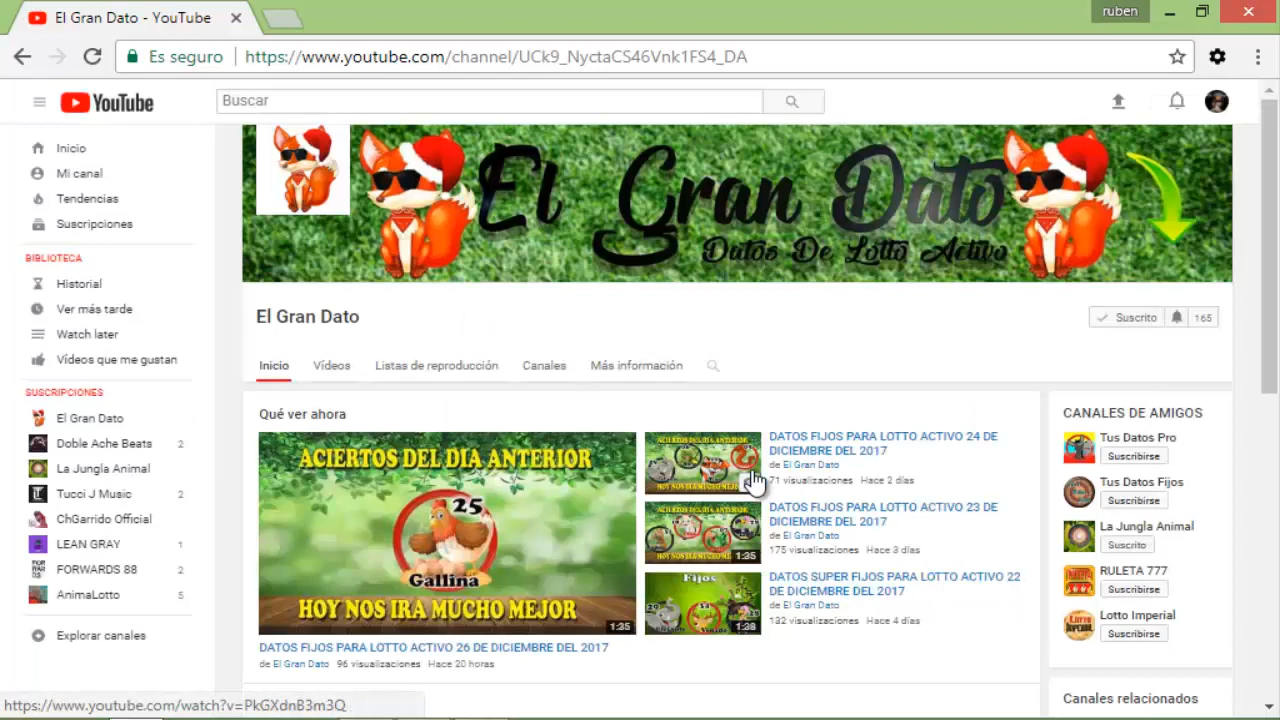 El Gran Dato - YouTube
ruben
Es seguro
https://www.youtube.com/channel/UCk9_NyctaCS46Vnk1FS4_DA
YouTube
Buscar
Inicio
Mi canal
Tendencias
Suscripciones
BIBLIOTECA
Historial
Ver más tarde
Watch later
Vídeos que me gustan
SUSCRIPCIONES
El Gran Dato
Doble Ache Beats 2
La Jungla Animal
Tucci J Music 2
ChGarrido Official
LEAN GRAY 1
FORWARDS 88 2
AnimaLotto 5
Explorar canales
El Gran Dato
Datos De Lotto Activo
El Gran Dato
Suscrito 165
Inicio Vídeos Listas de reproducción Canales Más información
Qué ver ahora
ACIERTOS DEL DÍA ANTERIOR
25
Gallina
HOY NOS IRÁ MUCHO MEJOR
1:35
DATOS FIJOS PARA LOTTO ACTIVO 26 DE DICIEMBRE DEL 2017
de El Gran Dato 96 visualizaciones Hace 20 horas
ACIERTOS DEL DÍA ANTERIOR
DATOS FIJOS PARA LOTTO ACTIVO 24 DE
DICIEMBRE DEL 2017
de El Gran Dato
71 visualizaciones Hace 2 días
1:35
DATOS FIJOS PARA LOTTO ACTIVO 23 DE
DICIEMBRE DEL 2017
de El Gran Dato
175 visualizaciones Hace 3 días
Fijos
1:38
DATOS SUPER FIJOS PARA LOTTO ACTIVO 22
DE DICIEMBRE DEL 2017
de El Gran Dato
132 visualizaciones Hace 4 días
CANALES DE AMIGOS
Tus Datos Pro
Suscribirse
Tus Datos Fijos
Suscribirse
La Jungla Animal
Suscrito
RULETA 777
Suscribirse
Lotto Imperial
Suscribirse
Canales relacionados
https://www.youtube.com/watch?v=PkGXdnB3m3Q